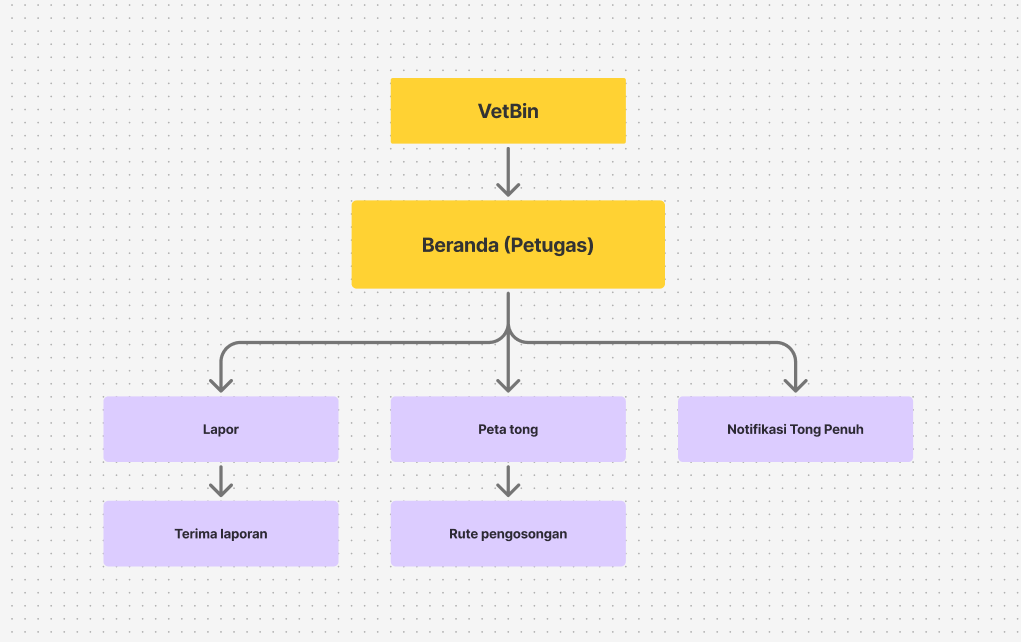 VetBin
Beranda (Petugas)
Lapor
Peta tong
Notifikasi Tong Penuh
Terima laporan
Rute pengosongan